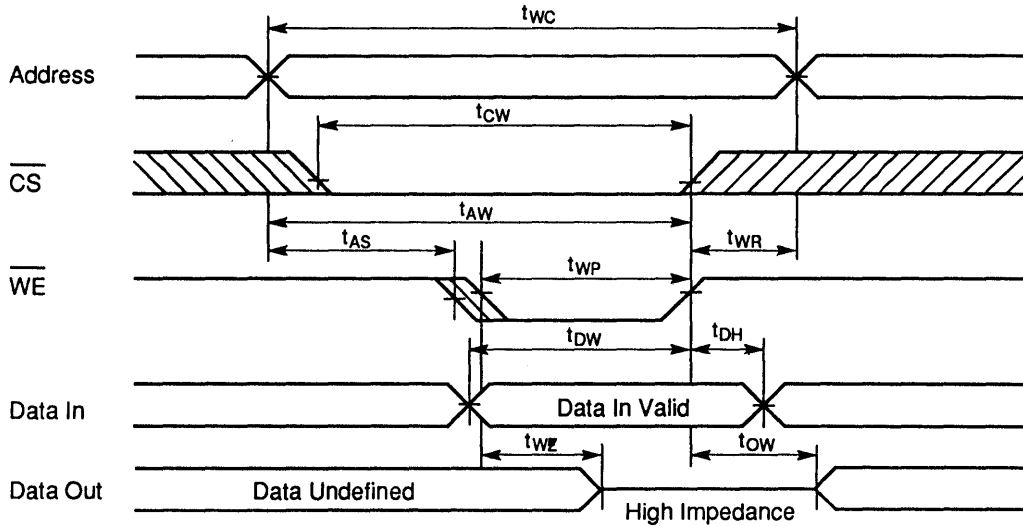 tWC
Address
tCW
CS
tAW
tAS
tWR
WE
tWP
tDW
tDH
Data In
Data In Valid
tWZ
tOW
Data Out
Data Undefined
High Impedance